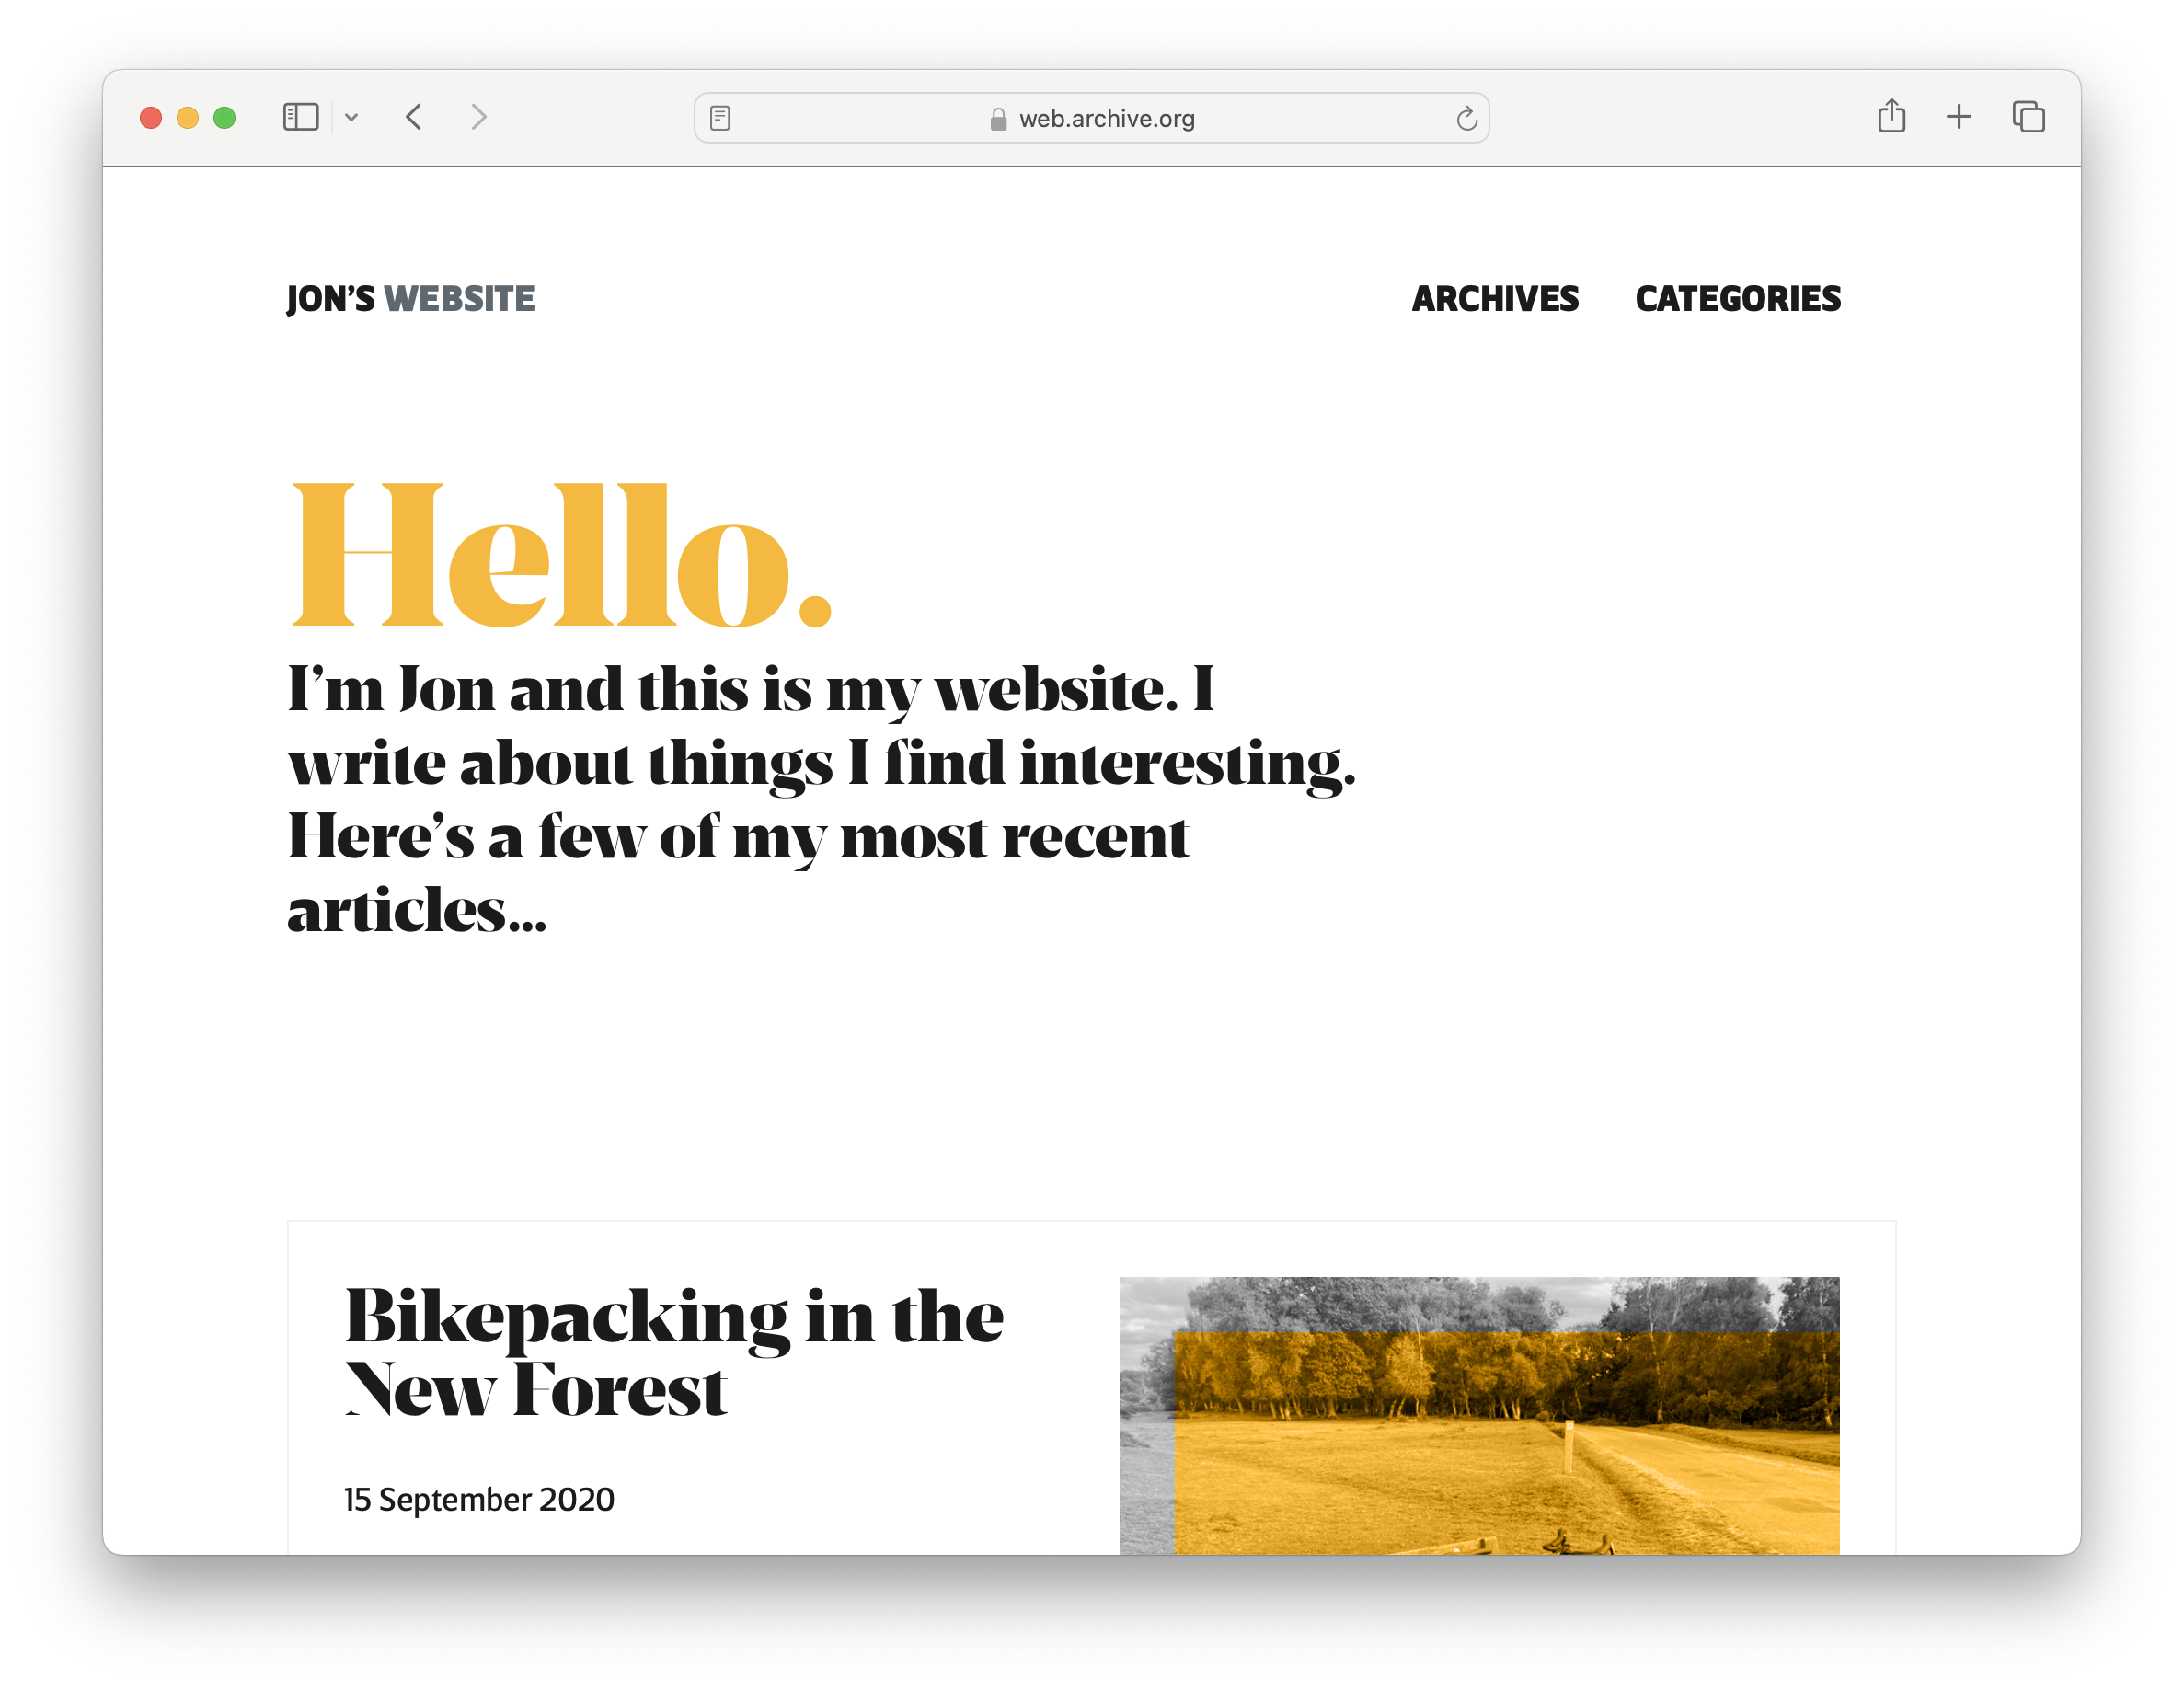 web.archive.org
JON’S WEBSITE
ARCHIVES
CATEGORIES
Hello.
I’m Jon and this is my website. I
write about things I find interesting.
Here’s a few of my most recent
articles…
Bikepacking in the
New Forest
15 September 2020